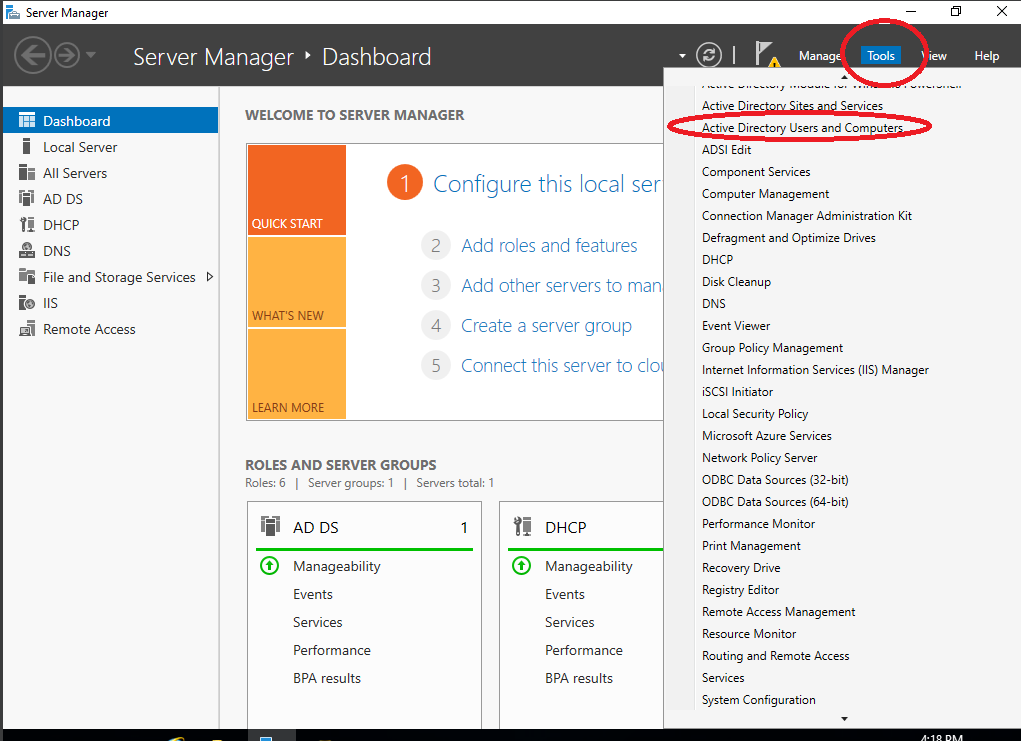 Server Manager
Server Manager ‣ Dashboard
Manage Tools View Help
Dashboard
Local Server
All Servers
AD DS
DHCP
DNS
File and Storage Services
IIS
Remote Access
WELCOME TO SERVER MANAGER
QUICK START
WHAT'S NEW
LEARN MORE
1 Configure this local ser
2 Add roles and features
3 Add other servers to man
4 Create a server group
5 Connect this server to clou
ROLES AND SERVER GROUPS
Roles: 6 | Server groups: 1 | Servers total: 1
AD DS 1
Manageability
Events
Services
Performance
BPA results
DHCP
Manageability
Events
Services
Performance
BPA results
Active Directory Module for Windows PowerShell
Active Directory Sites and Services
Active Directory Users and Computers
ADSI Edit
Component Services
Computer Management
Connection Manager Administration Kit
Defragment and Optimize Drives
DHCP
Disk Cleanup
DNS
Event Viewer
Group Policy Management
Internet Information Services (IIS) Manager
iSCSI Initiator
Local Security Policy
Microsoft Azure Services
Network Policy Server
ODBC Data Sources (32-bit)
ODBC Data Sources (64-bit)
Performance Monitor
Print Management
Recovery Drive
Registry Editor
Remote Access Management
Resource Monitor
Routing and Remote Access
Services
System Configuration
4:18 PM